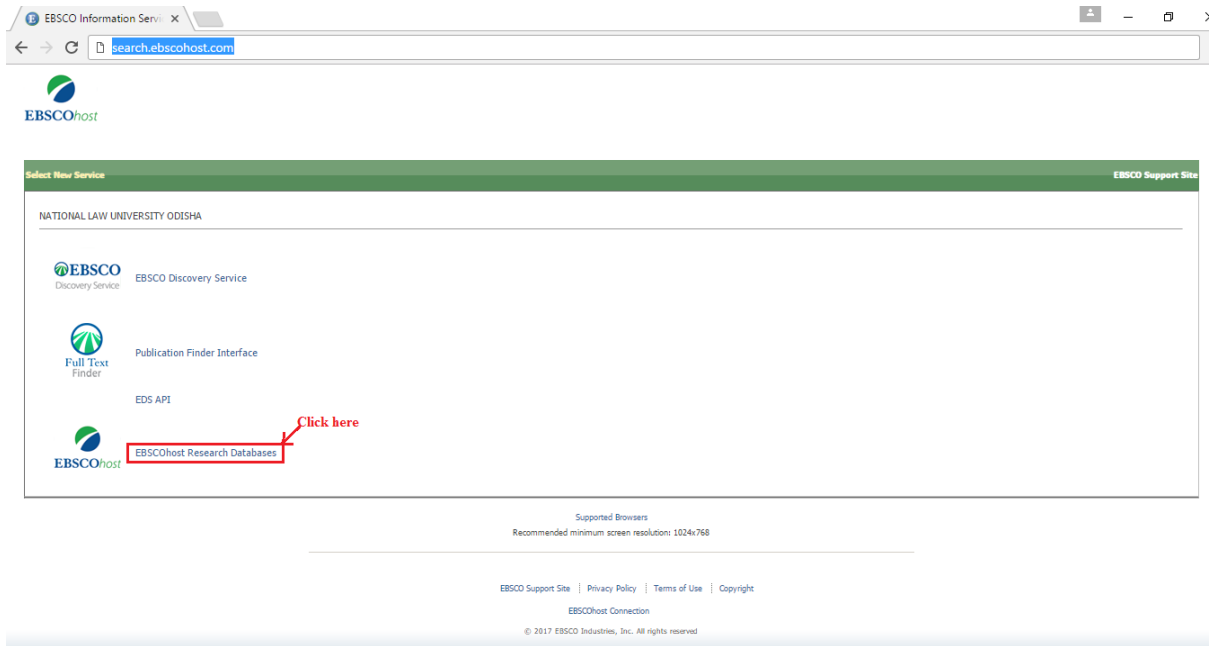 EBSCO Information Servi
search.ebscohost.com
EBSCOhost
Select New Service
EBSCO Support Site
NATIONAL LAW UNIVERSITY ODISHA
EBSCO
Discovery Service
EBSCO Discovery Service
Full Text
Finder
Publication Finder Interface
EDS API
Click here
EBSCOhost
EBSCOhost Research Databases
Supported Browsers
Recommended minimum screen resolution: 1024x768
EBSCO Support Site | Privacy Policy | Terms of Use | Copyright
EBSCOhost Connection
© 2017 EBSCO Industries, Inc. All rights reserved